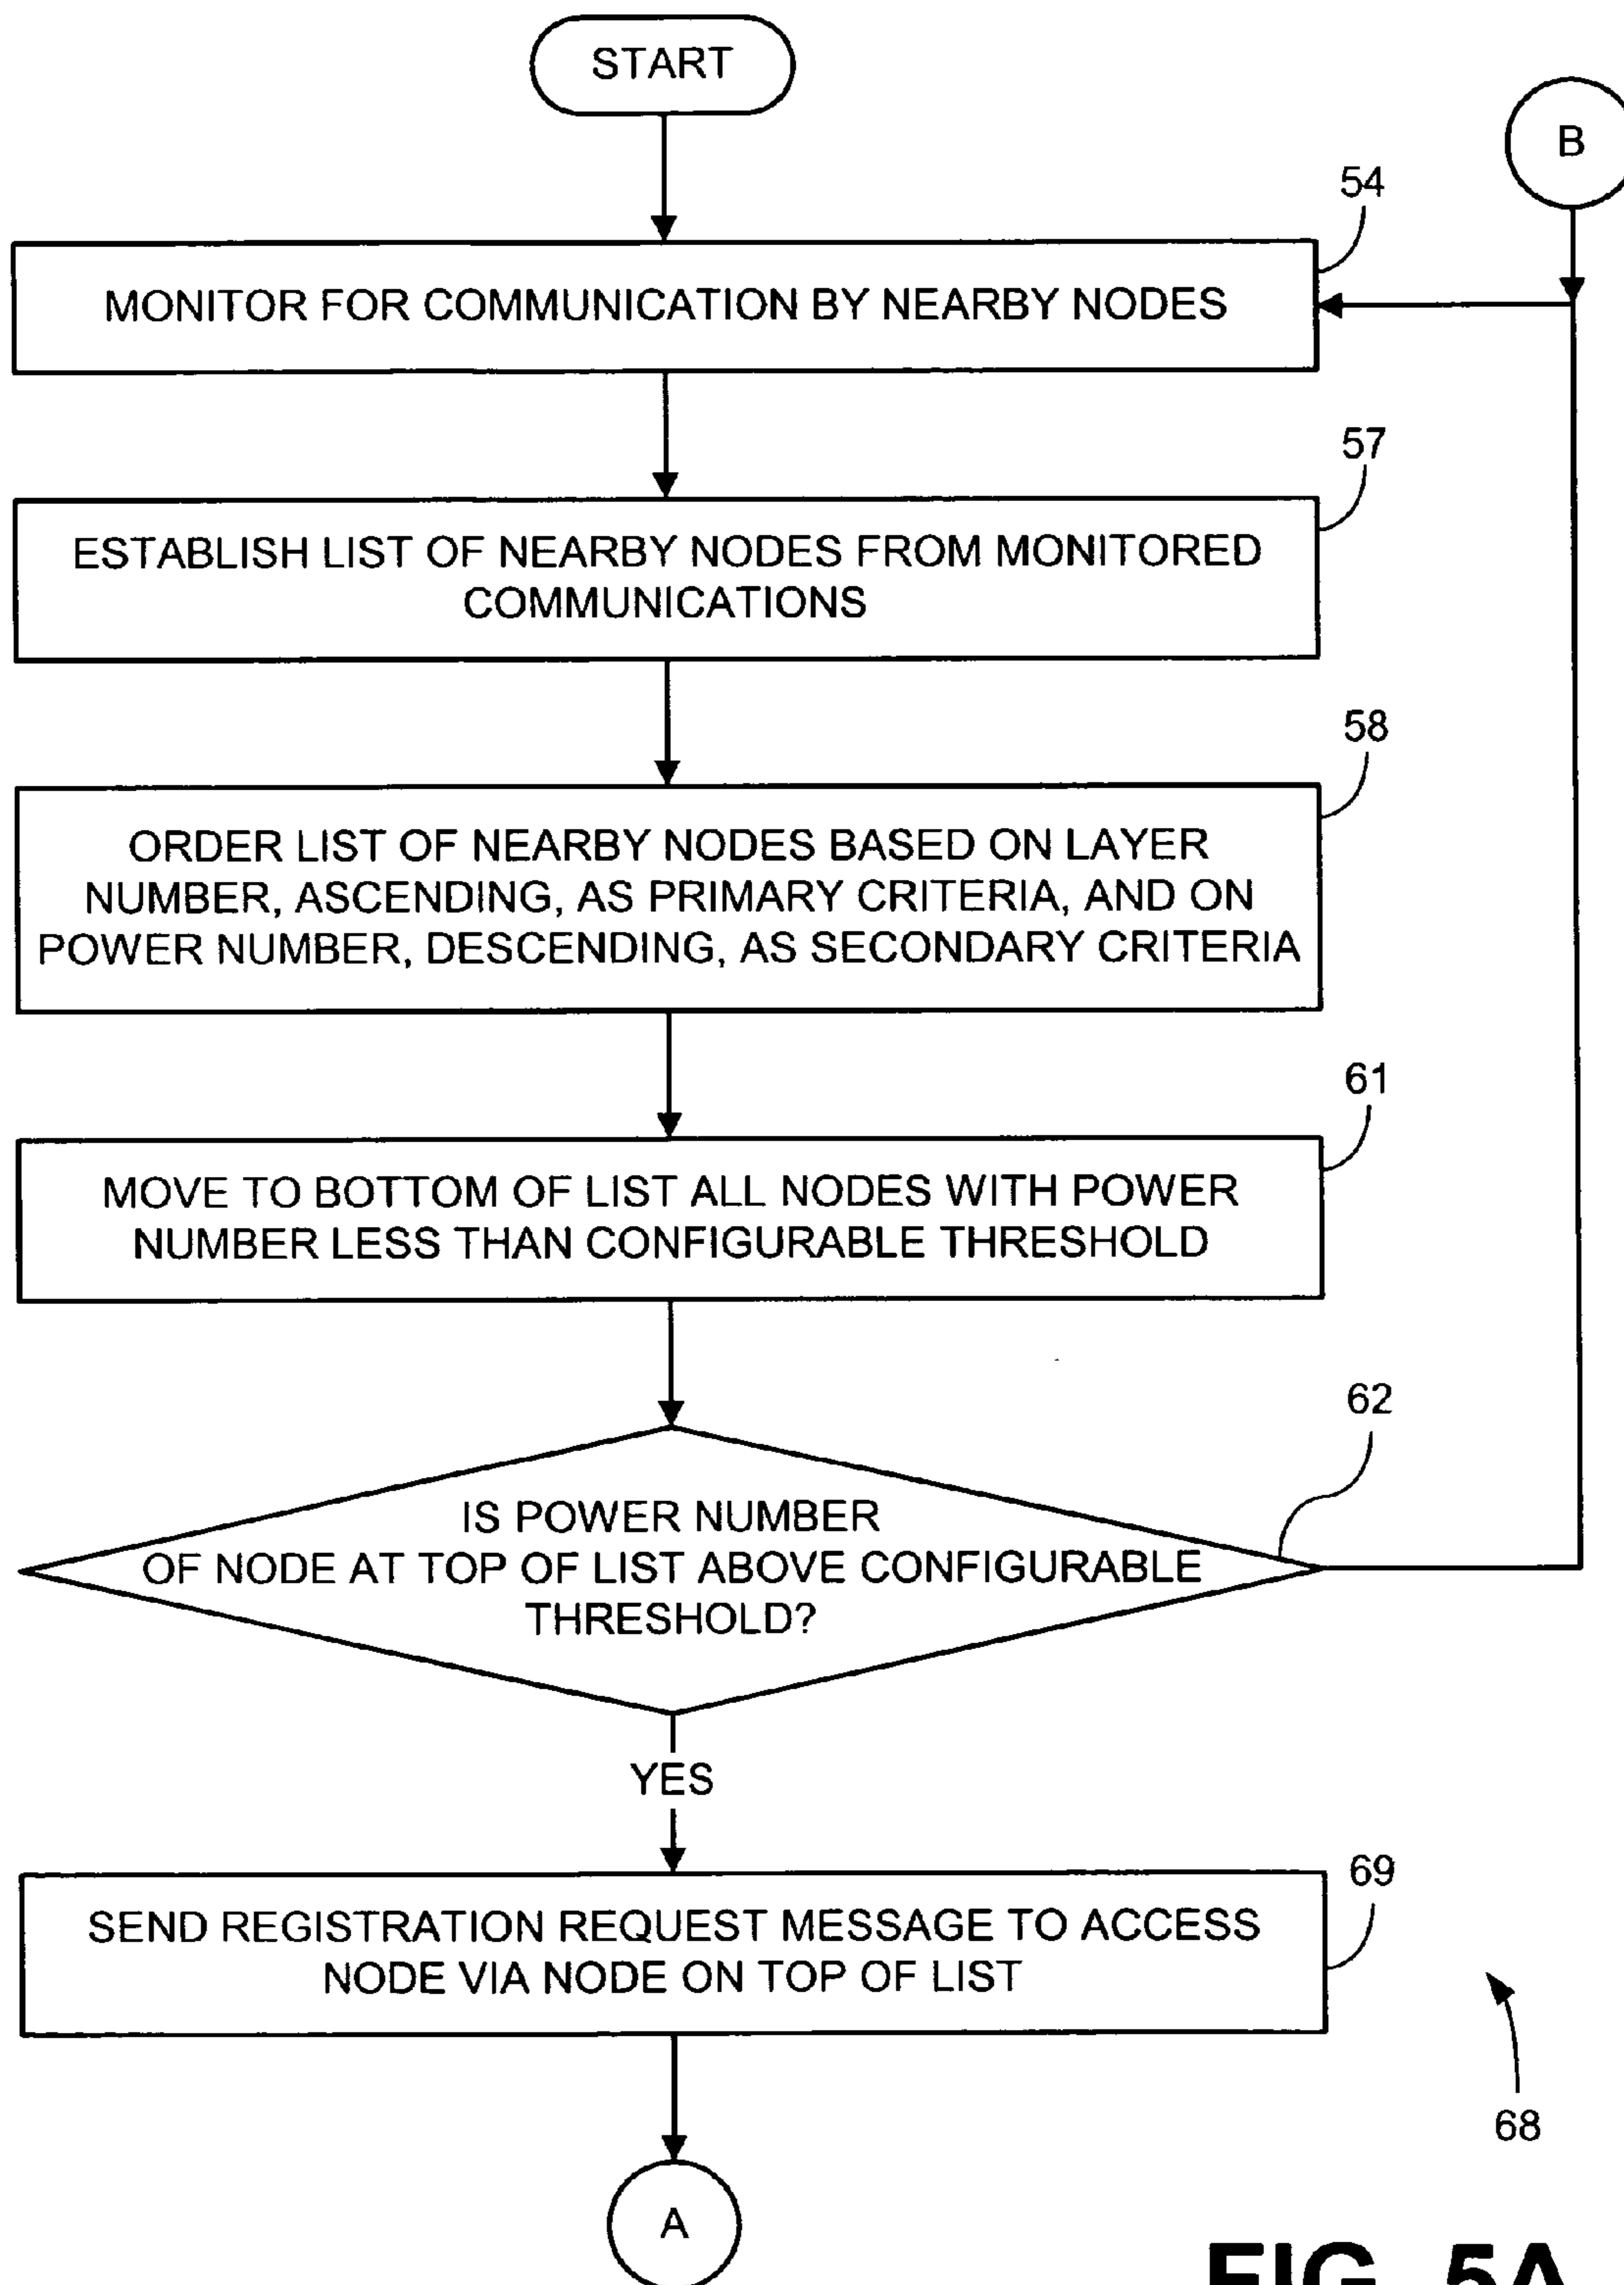 START
B
54
MONITOR FOR COMMUNICATION BY NEARBY NODES
57
ESTABLISH LIST OF NEARBY NODES FROM MONITORED
COMMUNICATIONS
58
ORDER LIST OF NEARBY NODES BASED ON LAYER
NUMBER, ASCENDING, AS PRIMARY CRITERIA, AND ON
POWER NUMBER, DESCENDING, AS SECONDARY CRITERIA
61
MOVE TO BOTTOM OF LIST ALL NODES WITH POWER
NUMBER LESS THAN CONFIGURABLE THRESHOLD
62
IS POWER NUMBER
OF NODE AT TOP OF LIST ABOVE CONFIGURABLE
THRESHOLD?
YES
69
SEND REGISTRATION REQUEST MESSAGE TO ACCESS
NODE VIA NODE ON TOP OF LIST
68
A
FIG. 5A